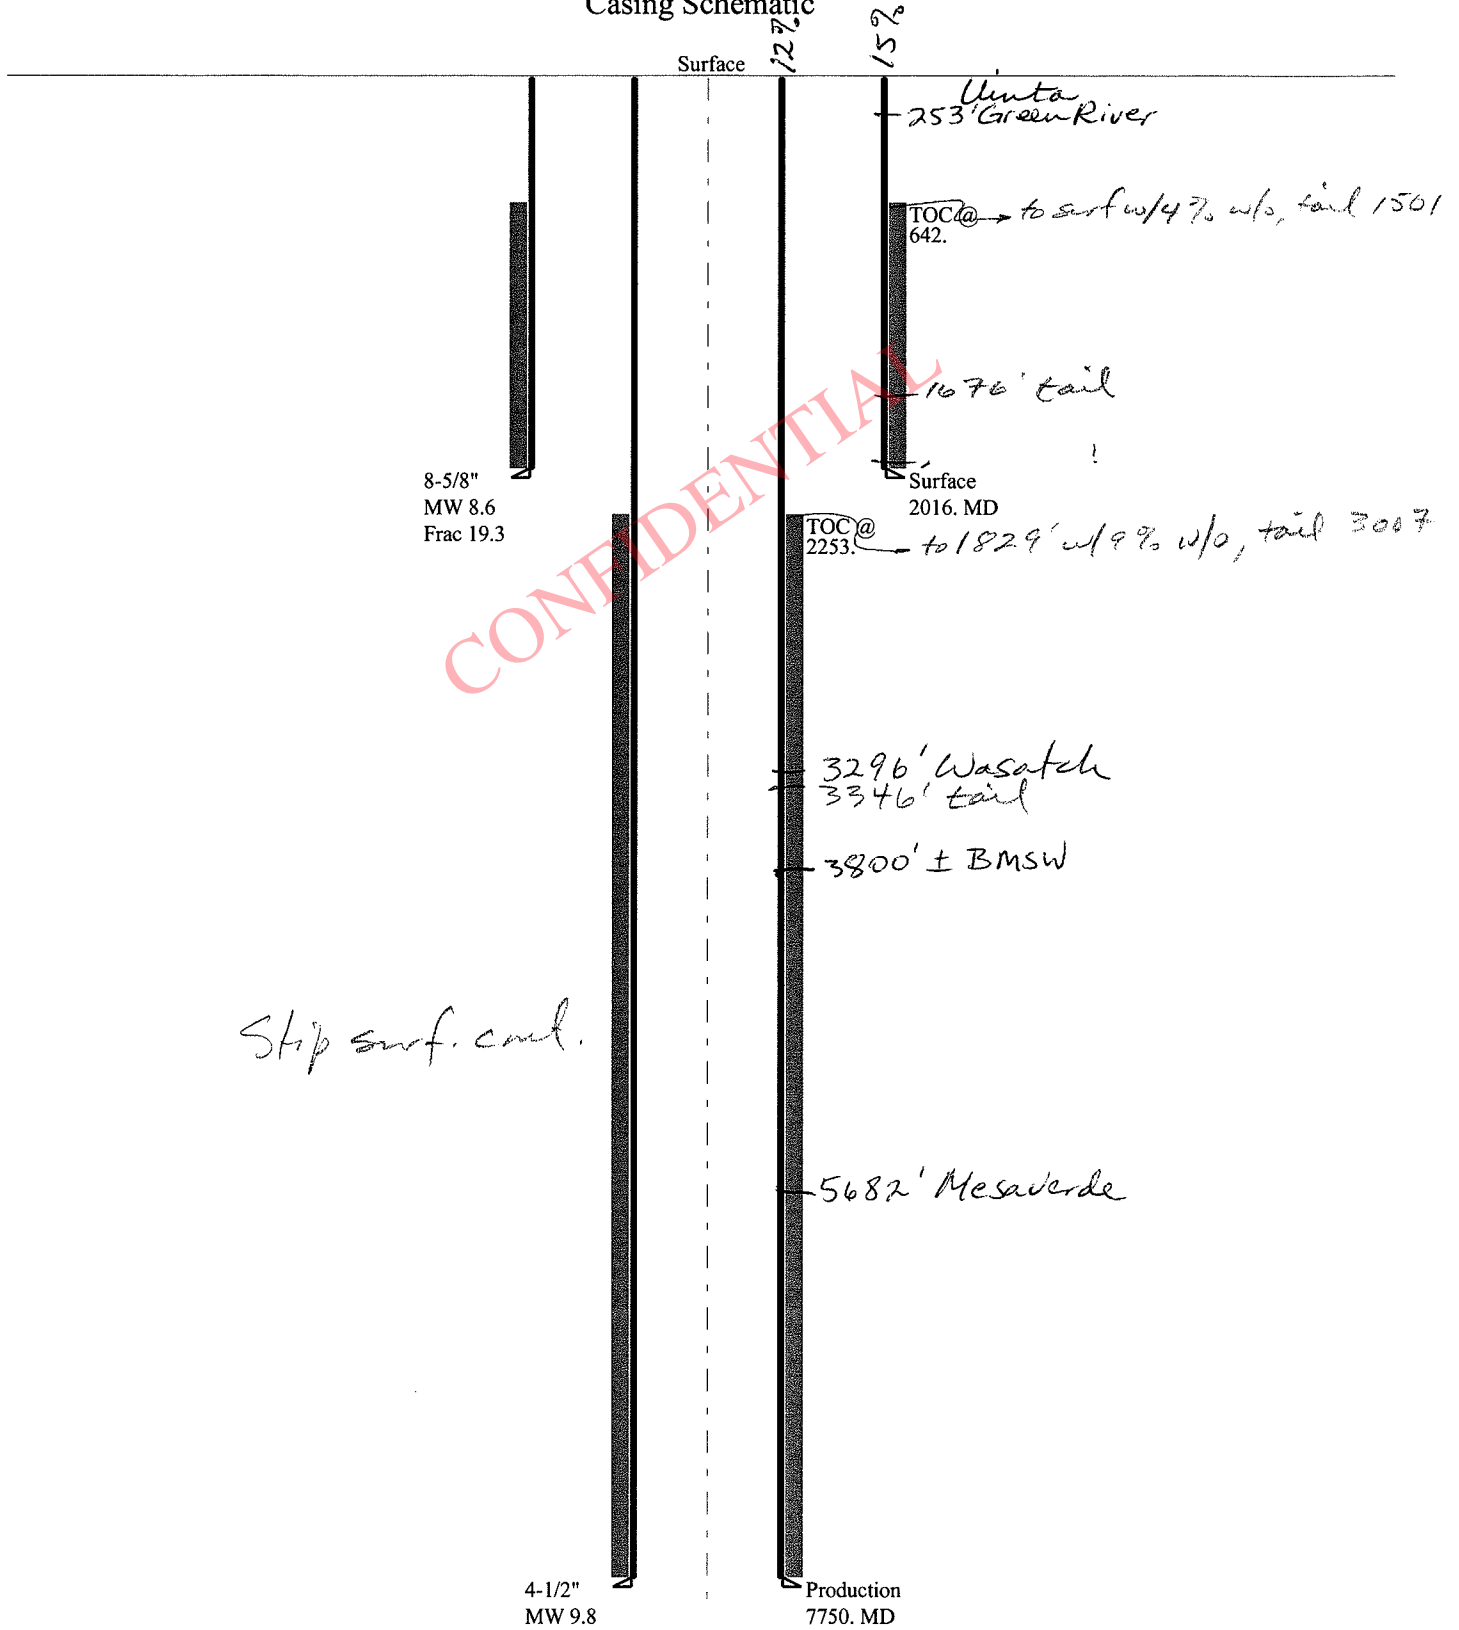 Casing Schematic
12%
15%
Surface
Uinta
253' Green River
TOC @ → to surf w/4% w/o, tail 1501
642.
1676' tail
8-5/8"
MW 8.6
Frac 19.3
Surface
2016. MD
TOC @
2253. to 1829' w/9% w/o, tail 3007
CONFIDENTIAL
3296' Wasatch
3346' tail
3800' ± BMSW
Stip surf. cmt.
5682' Mesaverde
4-1/2"
MW 9.8
Production
7750. MD